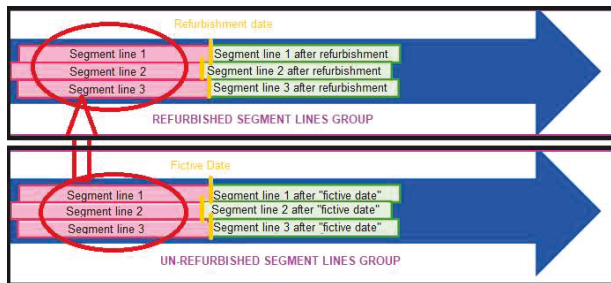 Refurbishment date
Segment line 1 Segment line 1 after refurbishment
Segment line 2 Segment line 2 after refurbishment
Segment line 3 Segment line 3 after refurbishment
REFURBISHED SEGMENT LINES GROUP
Fictive Date
Segment line 1 Segment line 1 after "fictive date"
Segment line 2 Segment line 2 after "fictive date"
Segment line 3 Segment line 3 after "fictive date"
UN-REFURBISHED SEGMENT LINES GROUP